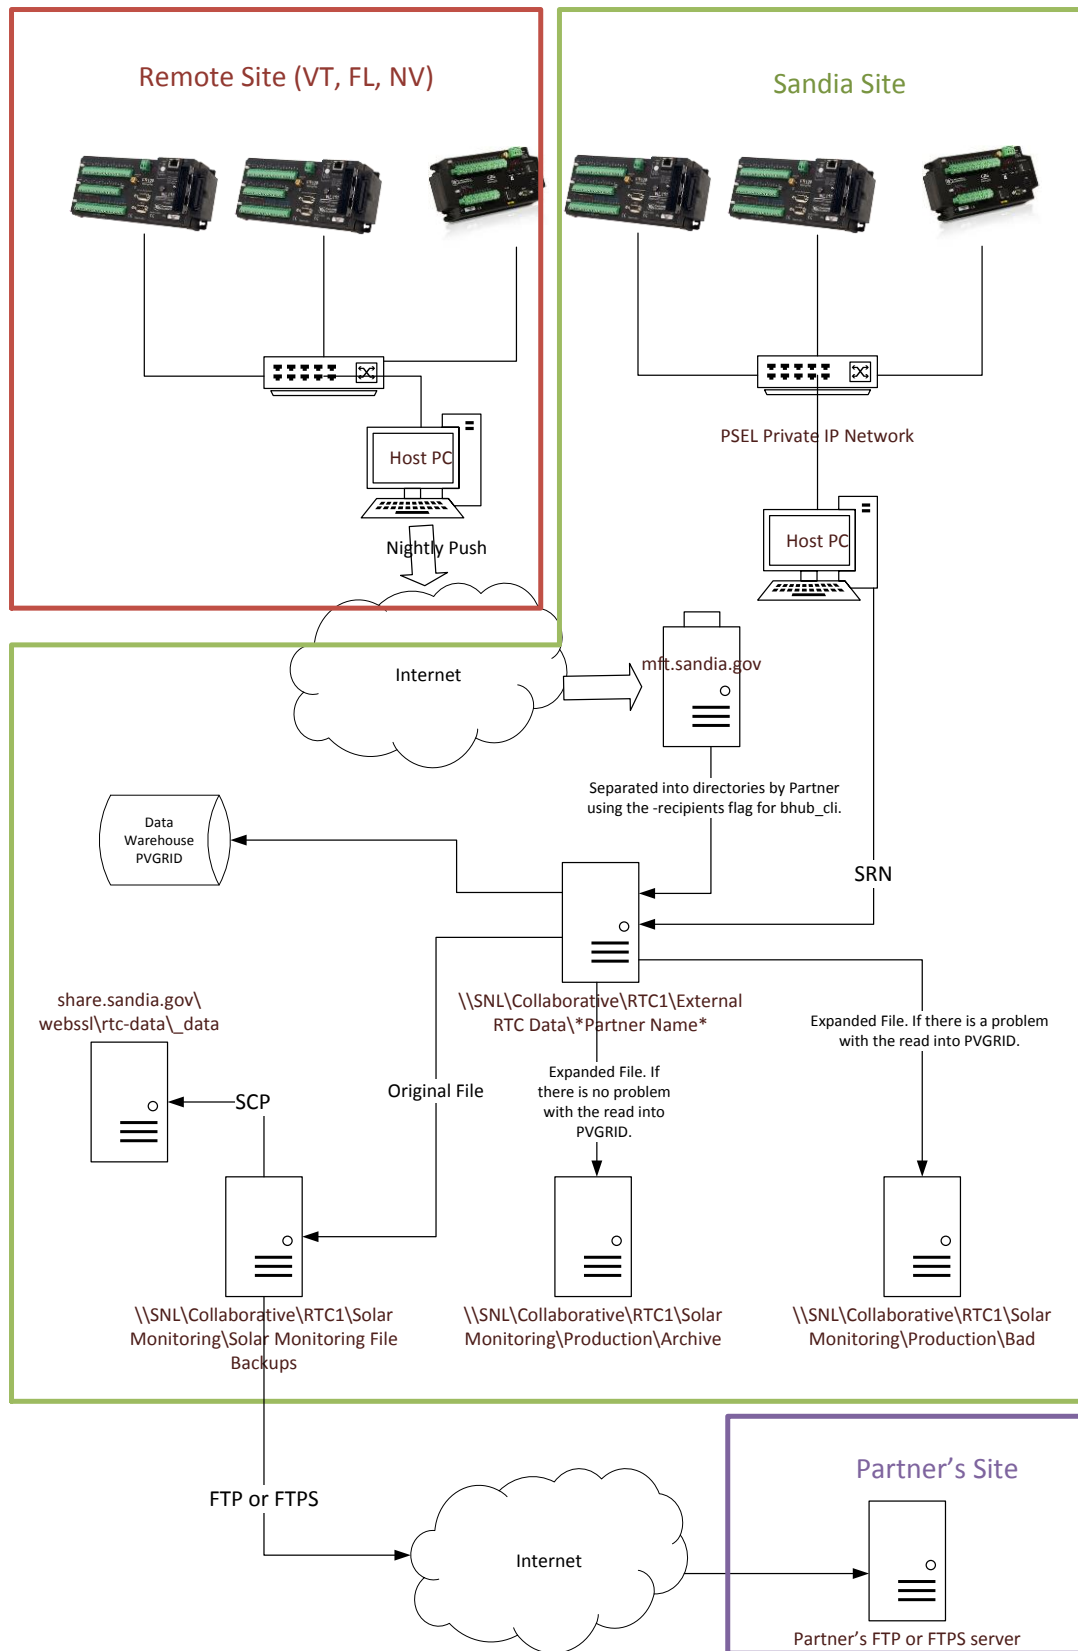 Remote Site (VT, FL, NV)
Sandia Site
PSEL Private IP Network
Host PC
Nightly Push
Host PC
Internet
mft.sandia.gov
Separated into directories by Partner
using the -recipients flag for bhub_cli.
Data
Warehouse
PVGRID
SRN
\\SNL\Collaborative\RTC1\External
RTC Data\*Partner Name*
share.sandia.gov\
webssl\rtc-data\_data
Expanded File. If there is a problem
with the read into PVGRID.
Expanded File. If
there is no problem
with the read into
PVGRID.
Original File
SCP
\\SNL\Collaborative\RTC1\Solar
Monitoring\Solar Monitoring File
Backups
\\SNL\Collaborative\RTC1\Solar
Monitoring\Production\Archive
\\SNL\Collaborative\RTC1\Solar
Monitoring\Production\Bad
Partner's Site
FTP or FTPS
Internet
Partner's FTP or FTPS server